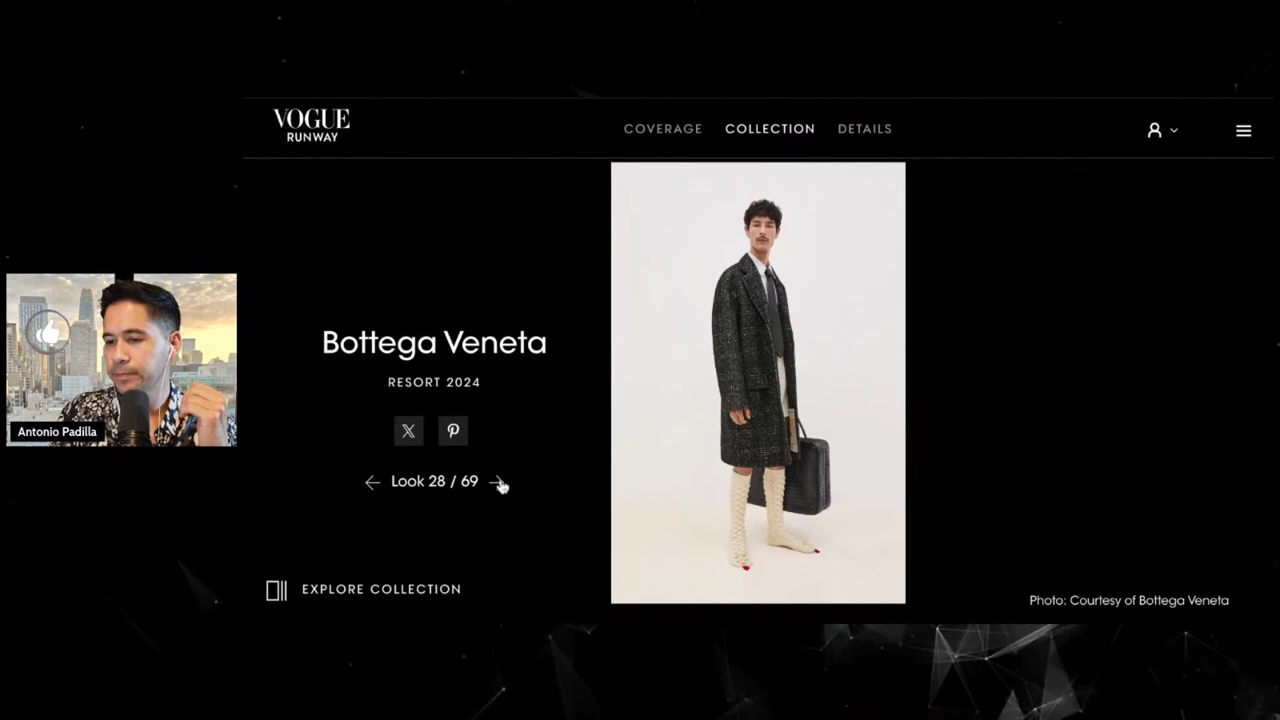 VOGUE
RUNWAY
COVERAGE COLLECTION DETAILS
Bottega Veneta
RESORT 2024
Look 28 / 69
EXPLORE COLLECTION
Photo: Courtesy of Bottega Veneta
Antonio Padilla